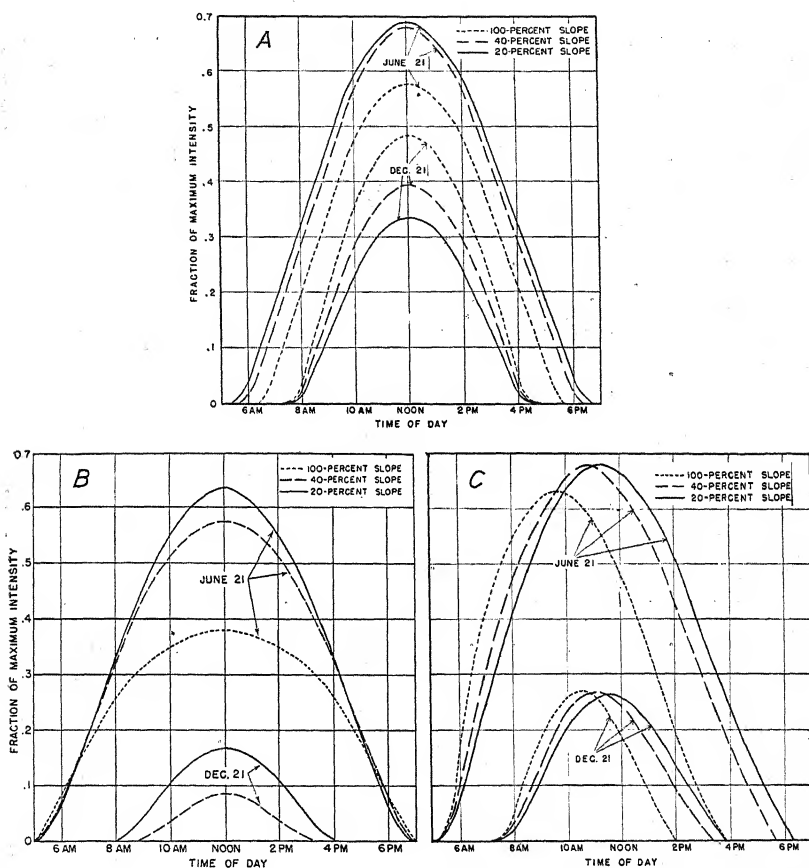 A
0.7
.6
.5
.4
.3
.2
.1
0
FRACTION OF MAXIMUM INTENSITY
100-PERCENT SLOPE
40-PERCENT SLOPE
20-PERCENT SLOPE
JUNE 21
DEC. 21
6 AM 8 AM 10 AM NOON 2 PM 4 PM 6 PM
TIME OF DAY
B
0.7
.6
.5
.4
.3
.2
.1
0
FRACTION OF MAXIMUM INTENSITY
100-PERCENT SLOPE
40-PERCENT SLOPE
20-PERCENT SLOPE
JUNE 21
DEC. 21
6 AM 8 AM 10 AM NOON 2 PM 4 PM 6 PM
TIME OF DAY
C
100-PERCENT SLOPE
40-PERCENT SLOPE
20-PERCENT SLOPE
JUNE 21
DEC. 21
0
6 AM 8 AM 10 AM NOON 2 PM 4 PM 6 PM
TIME OF DAY